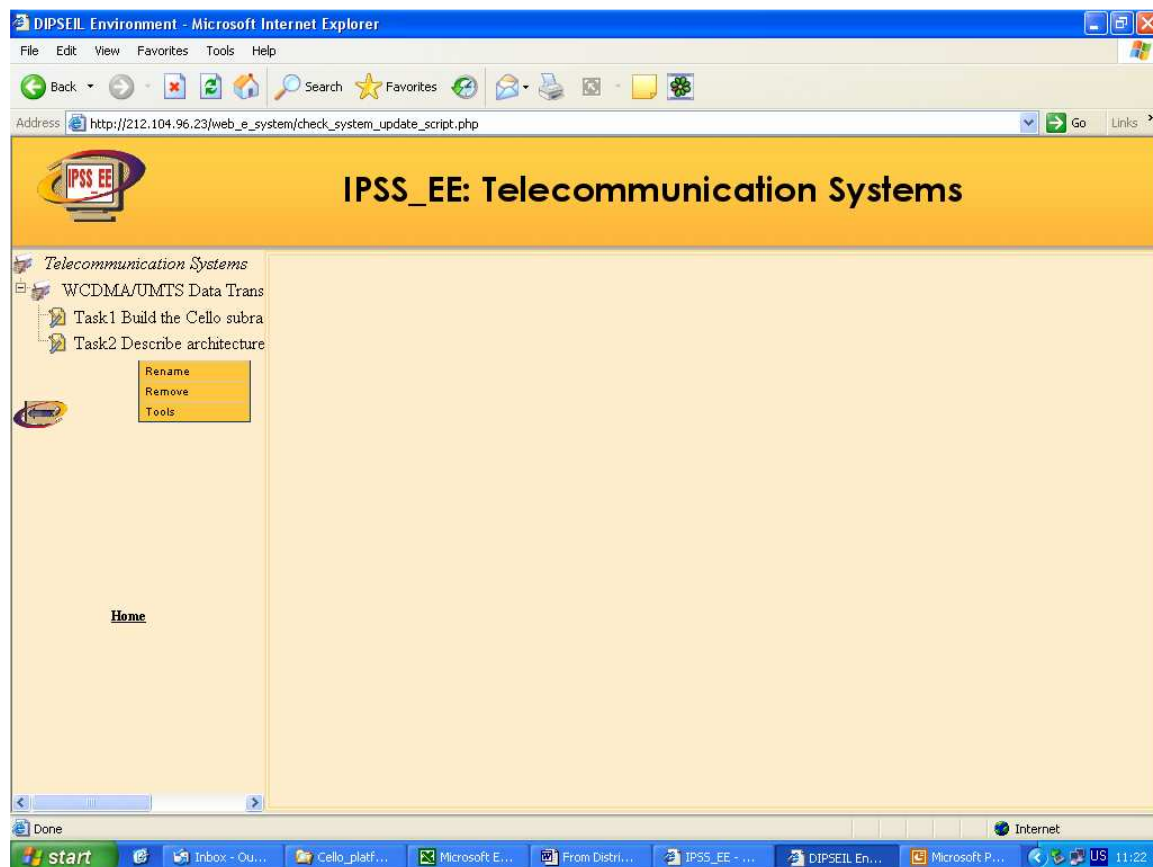 DIPSEIL Environment - Microsoft Internet Explorer
File Edit View Favorites Tools Help
Back Search Favorites
Address http://212.104.96.23/web_e_system/check_system_update_script.php Go Links
IPSS EE
IPSS_EE: Telecommunication Systems
Telecommunication Systems
WCDMA/UMTS Data Trans
Task1 Build the Cello subra
Task2 Describe architecture
Rename
Remove
Tools
Home
Done Internet
start Inbox - Ou... Cello_platf... Microsoft E... From Distri... IPSS_EE - ... DIPSEIL En... Microsoft P... US 11:22